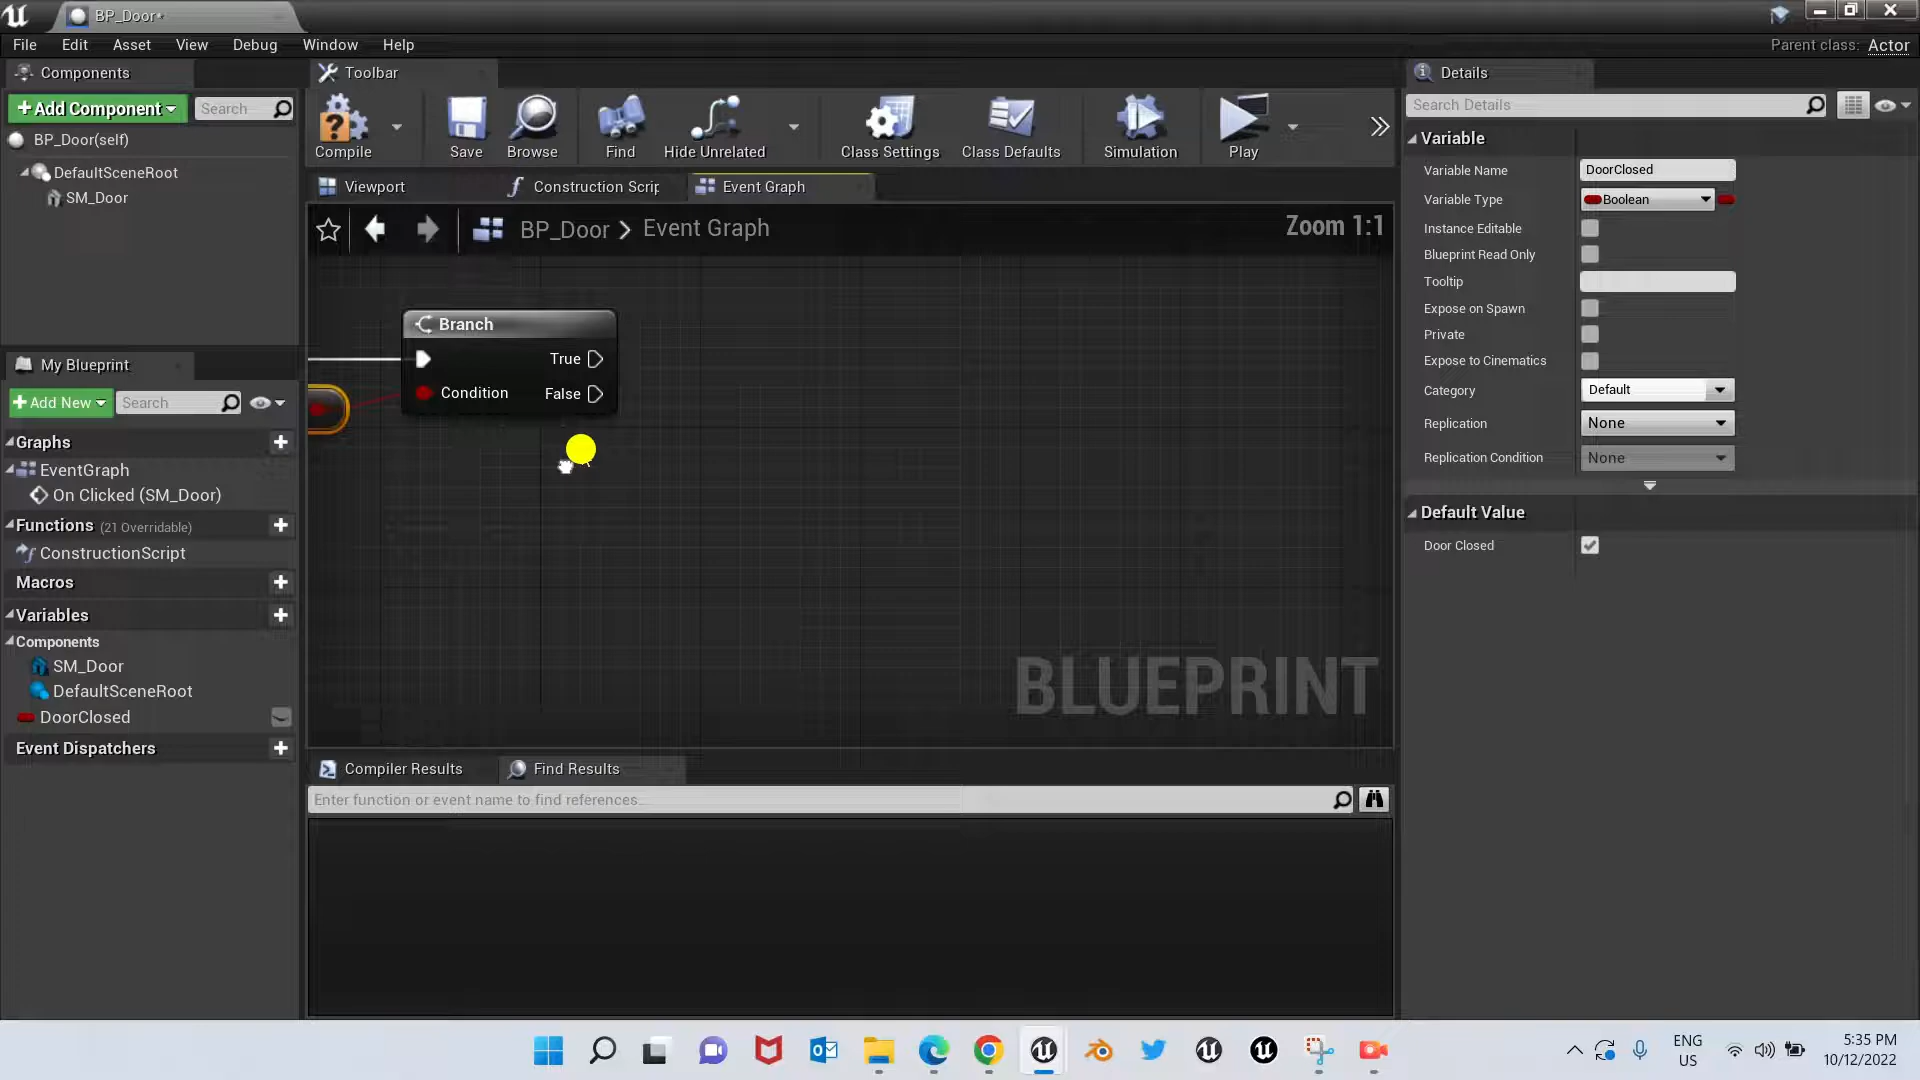 BP_Door*
File Edit Asset View Debug Window Help
Parent class: Actor
Components
+Add Component
Search
BP_Door(self)
DefaultSceneRoot
SM_Door
My Blueprint
+Add New
Search
Graphs
EventGraph
On Clicked (SM_Door)
Functions (21 Overridable)
ConstructionScript
Macros
Variables
Components
SM_Door
DefaultSceneRoot
DoorClosed
Event Dispatchers
Toolbar
Compile Save Browse Find Hide Unrelated Class Settings Class Defaults Simulation Play
Viewport Construction Scrip Event Graph
BP_Door > Event Graph
Zoom 1:1
Branch
True
Condition False
BLUEPRINT
Compiler Results Find Results
Enter function or event name to find references...
Details
Search Details
Variable
Variable Name DoorClosed
Variable Type Boolean
Instance Editable
Blueprint Read Only
Tooltip
Expose on Spawn
Private
Expose to Cinematics
Category Default
Replication None
Replication Condition None
Default Value
Door Closed
ENG
US
5:35 PM
10/12/2022